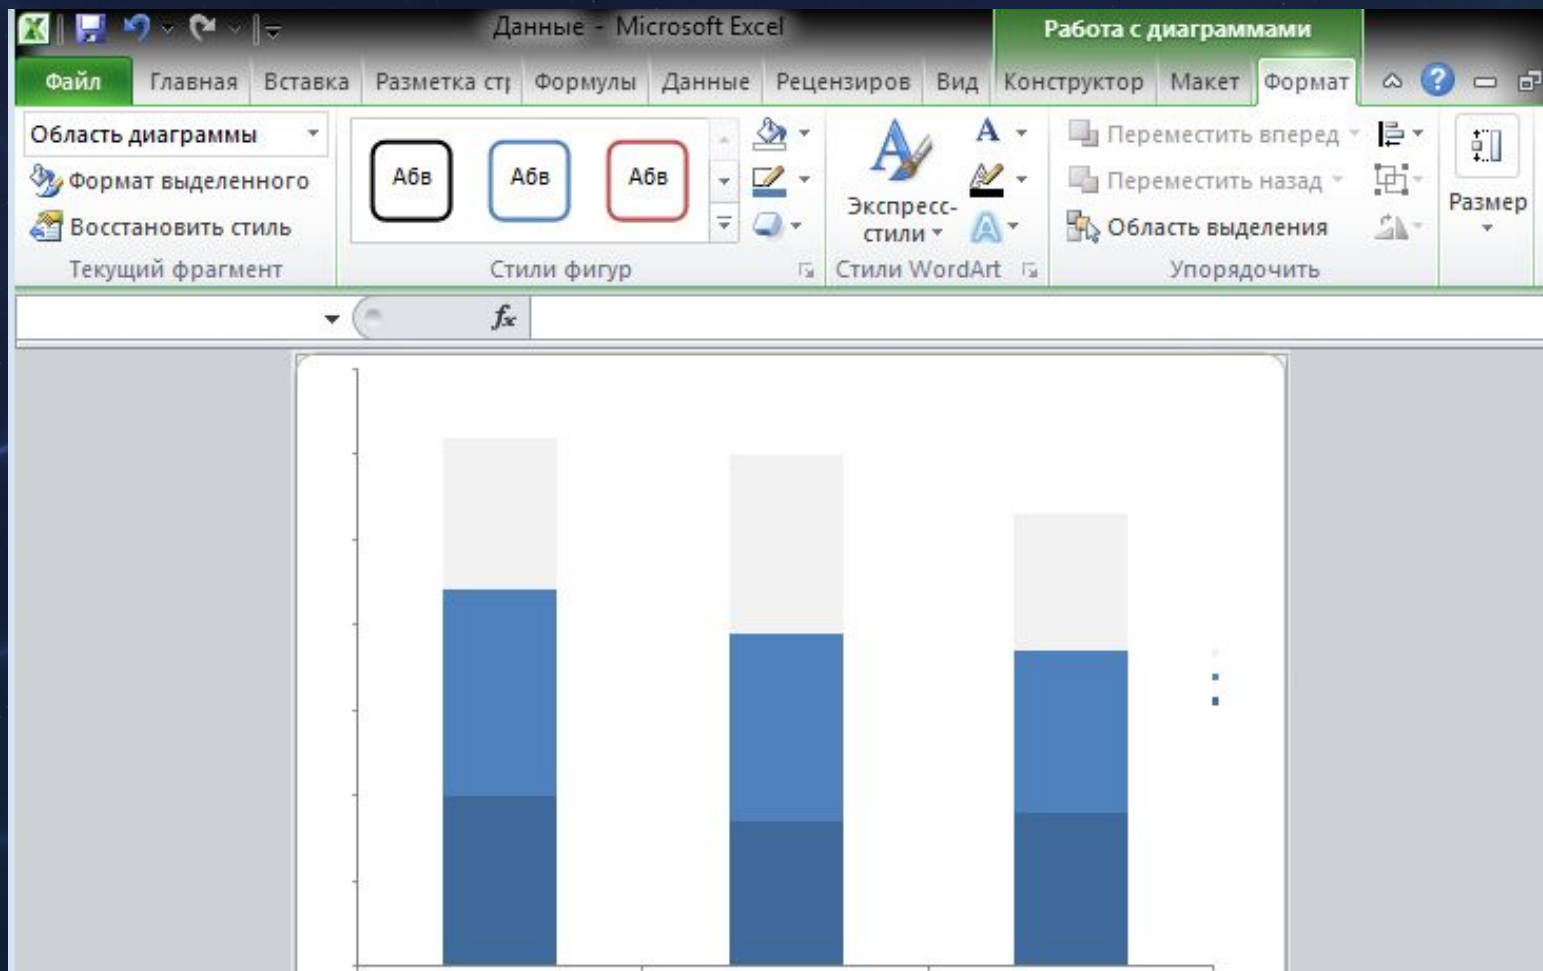 Данные - Microsoft Excel
Работа с диаграммами
Файл Главная Вставка Разметка стр Формулы Данные Рецензиров Вид Конструктор Макет Формат
Область диаграммы
Формат выделенного
Восстановить стиль
Текущий фрагмент
Абв Абв Абв
Стили фигур
Экспресс-
стили
Стили WordArt
Переместить вперед
Переместить назад
Область выделения
Упорядочить
Размер
fx